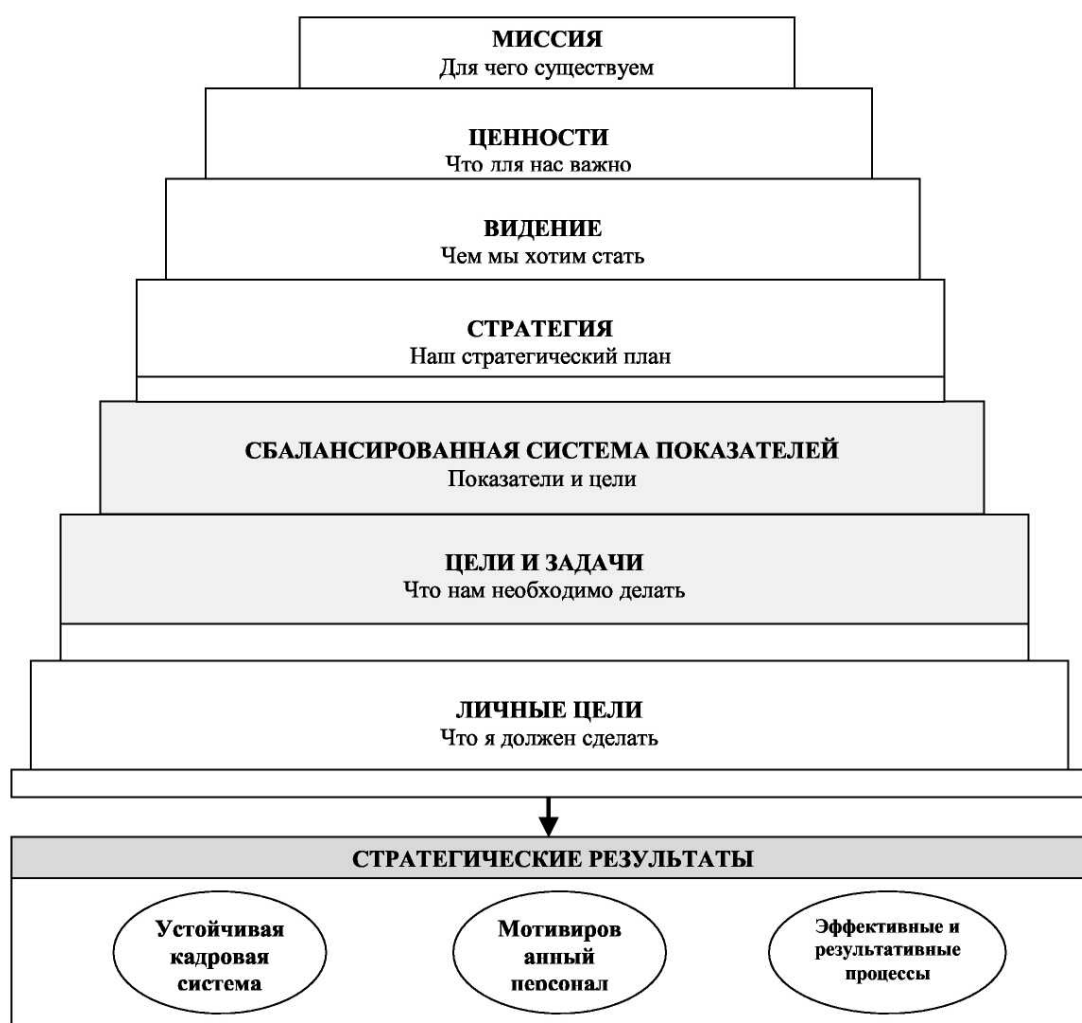 МИССИЯ
Для чего существуем
ЦЕННОСТИ
Что для нас важно
ВИДЕНИЕ
Чем мы хотим стать
СТРАТЕГИЯ
Наш стратегический план
СБАЛАНСИРОВАННАЯ СИСТЕМА ПОКАЗАТЕЛЕЙ
Показатели и цели
ЦЕЛИ И ЗАДАЧИ
Что нам необходимо делать
ЛИЧНЫЕ ЦЕЛИ
Что я должен сделать
СТРАТЕГИЧЕСКИЕ РЕЗУЛЬТАТЫ
Устойчивая
кадровая
система
Мотивиров
анный
персонал
Эффективные и
результативные
процессы